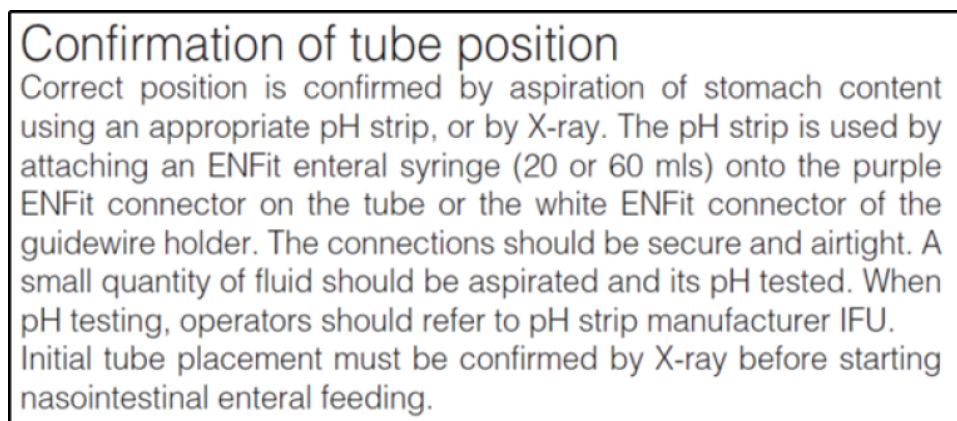 Confirmation of tube position
Correct position is confirmed by aspiration of stomach content
using an appropriate pH strip, or by X-ray. The pH strip is used by
attaching an ENFit enteral syringe (20 or 60 mls) onto the purple
ENFit connector on the tube or the white ENFit connector of the
guidewire holder. The connections should be secure and airtight. A
small quantity of fluid should be aspirated and its pH tested. When
pH testing, operators should refer to pH strip manufacturer IFU.
Initial tube placement must be confirmed by X-ray before starting
nasointestinal enteral feeding.